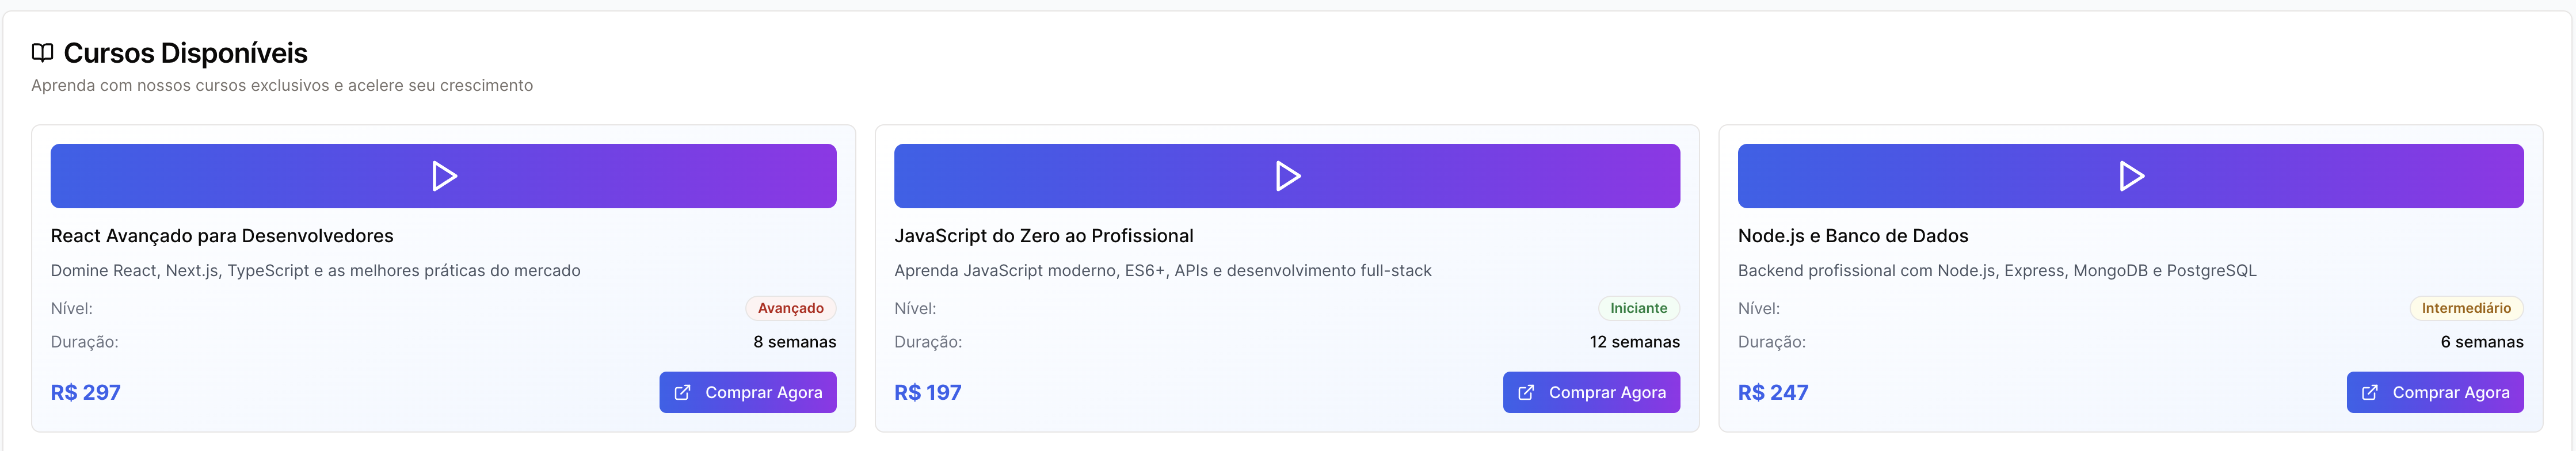 Cursos Disponíveis
Aprenda com nossos cursos exclusivos e acelere seu crescimento
React Avançado para Desenvolvedores
Domine React, Next.js, TypeScript e as melhores práticas do mercado
Nível: Avançado
Duração: 8 semanas
R$ 297 Comprar Agora
JavaScript do Zero ao Profissional
Aprenda JavaScript moderno, ES6+, APIs e desenvolvimento full-stack
Nível: Iniciante
Duração: 12 semanas
R$ 197 Comprar Agora
Node.js e Banco de Dados
Backend profissional com Node.js, Express, MongoDB e PostgreSQL
Nível: Intermediário
Duração: 6 semanas
R$ 247 Comprar Agora